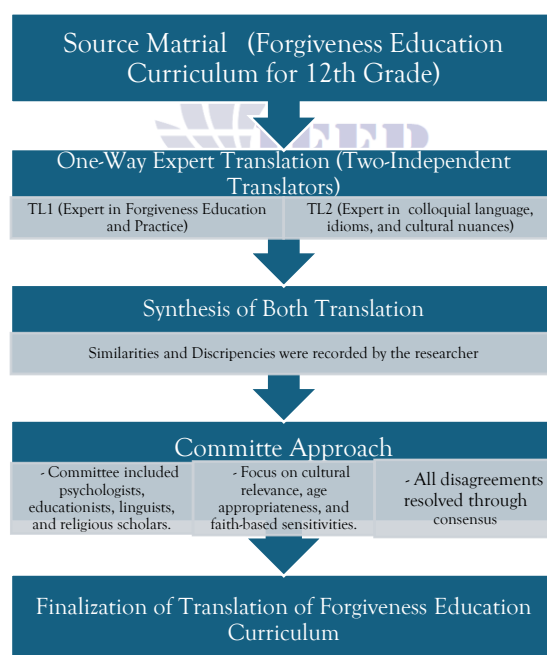 Source Matrial (Forgiveness Education
Curriculum for 12th Grade)
One-Way Expert Translation (Two-Independent
Translators)
TL1 (Expert in Forgiveness Education
and Practice)
TL2 (Expert in colloquial language,
idioms, and cultural nuances)
Synthesis of Both Translation
Similarities and Discripencies were recorded by the researcher
Committe Approach
- Committee included
psychologists,
educationists, linguists,
and religious scholars.
- Focus on cultural
relevance, age
appropriateness, and
faith-based sensitivities.
- All disagreements
resolved through
consensus
Finalization of Translation of Forgiveness Education
Curriculum